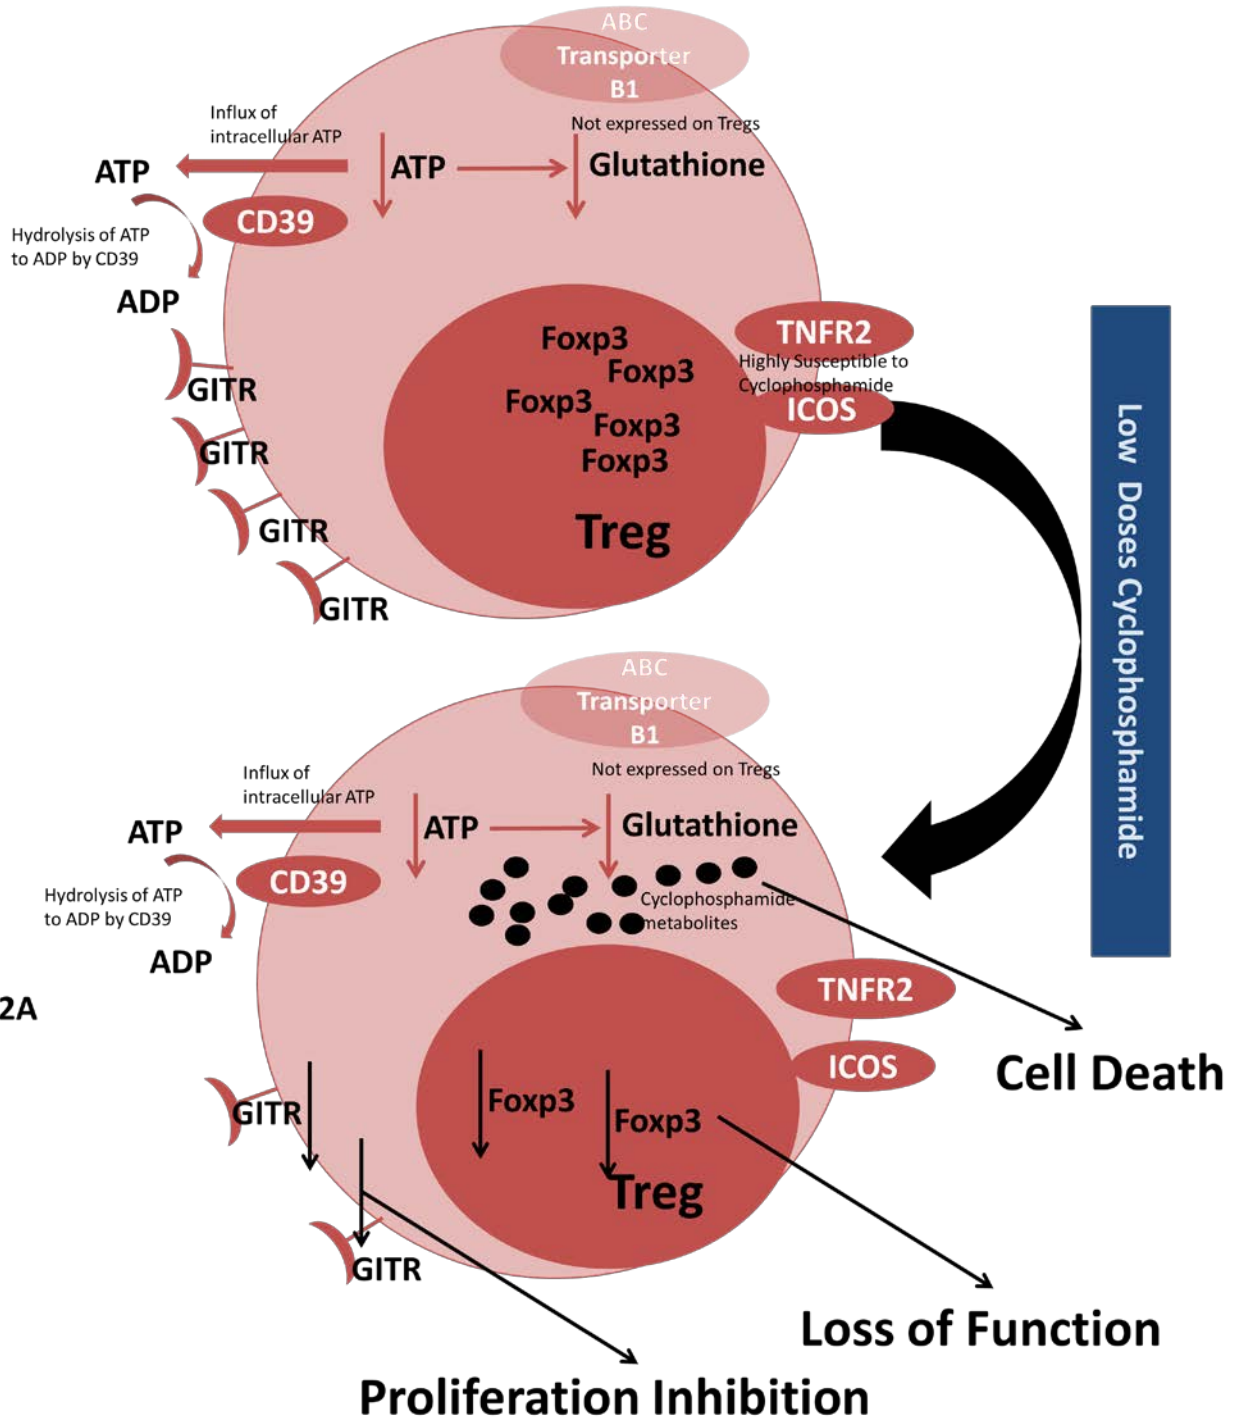 ABC
Transporter
B1
Not expressed on Tregs
Influx of
intracellular ATP
ATP
ATP
Glutathione
CD39
Hydrolysis of ATP
to ADP by CD39
ADP
GITR
GITR
GITR
GITR
Foxp3
Foxp3
Foxp3
Foxp3
Foxp3
Treg
TNFR2
Highly Susceptible to
Cyclophosphamide
ICOS
Low Doses Cyclophosphamide
ABC
Transporter
B1
Not expressed on Tregs
Influx of
intracellular ATP
ATP
ATP
Glutathione
CD39
Hydrolysis of ATP
to ADP by CD39
ADP
Cyclophosphamide
metabolites
2A
TNFR2
ICOS
Cell Death
GITR
Foxp3
Foxp3
Treg
GITR
Loss of Function
Proliferation Inhibition